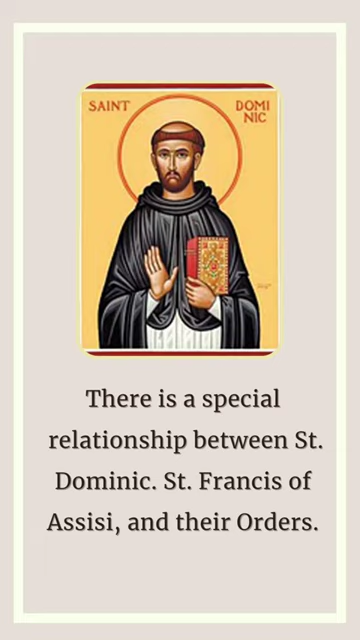 SAINT DOMI
NIC
There is a special
relationship between St.
Dominic. St. Francis of
Assisi, and their Orders.